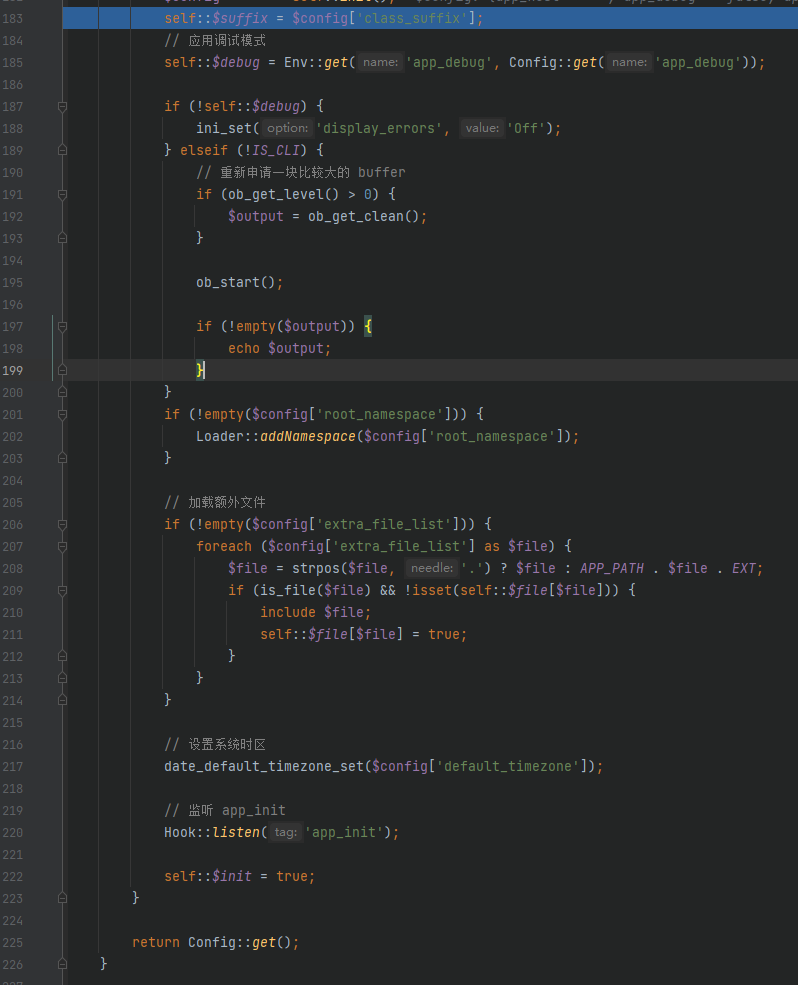 183 self::$suffix = $config['class_suffix'];
184 // 应用调试模式
185 self::$debug = Env::get( name: 'app_debug', Config::get( name: 'app_debug'));
186
187 if (!self::$debug) {
188 ini_set( option: 'display_errors', value: 'Off');
189 } elseif (!IS_CLI) {
190 // 重新申请一块比较大的 buffer
191 if (ob_get_level() > 0) {
192 $output = ob_get_clean();
193 }
194
195 ob_start();
196
197 if (!empty($output)) {
198 echo $output;
199 }
200 }
201 if (!empty($config['root_namespace'])) {
202 Loader::addNamespace($config['root_namespace']);
203 }
204
205 // 加载额外文件
206 if (!empty($config['extra_file_list'])) {
207 foreach ($config['extra_file_list'] as $file) {
208 $file = strpos($file, needle: '.') ? $file : APP_PATH . $file . EXT;
209 if (is_file($file) && !isset(self::$file[$file])) {
210 include $file;
211 self::$file[$file] = true;
212 }
213 }
214 }
215
216 // 设置系统时区
217 date_default_timezone_set($config['default_timezone']);
218
219 // 监听 app_init
220 Hook::listen( tag: 'app_init');
221
222 self::$init = true;
223 }
224
225 return Config::get();
226 }